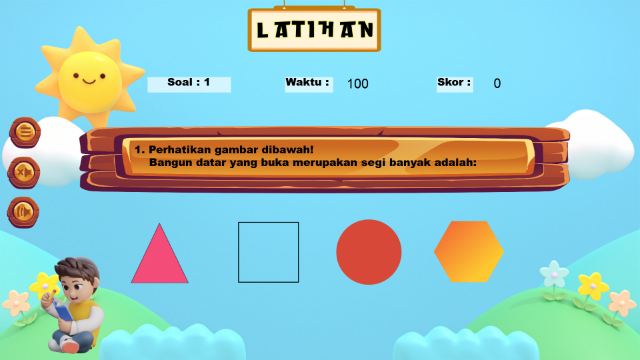 LATIHAN
Soal : 1
Waktu : 100
Skor : 0
1. Perhatikan gambar dibawah!
Bangun datar yang buka merupakan segi banyak adalah: